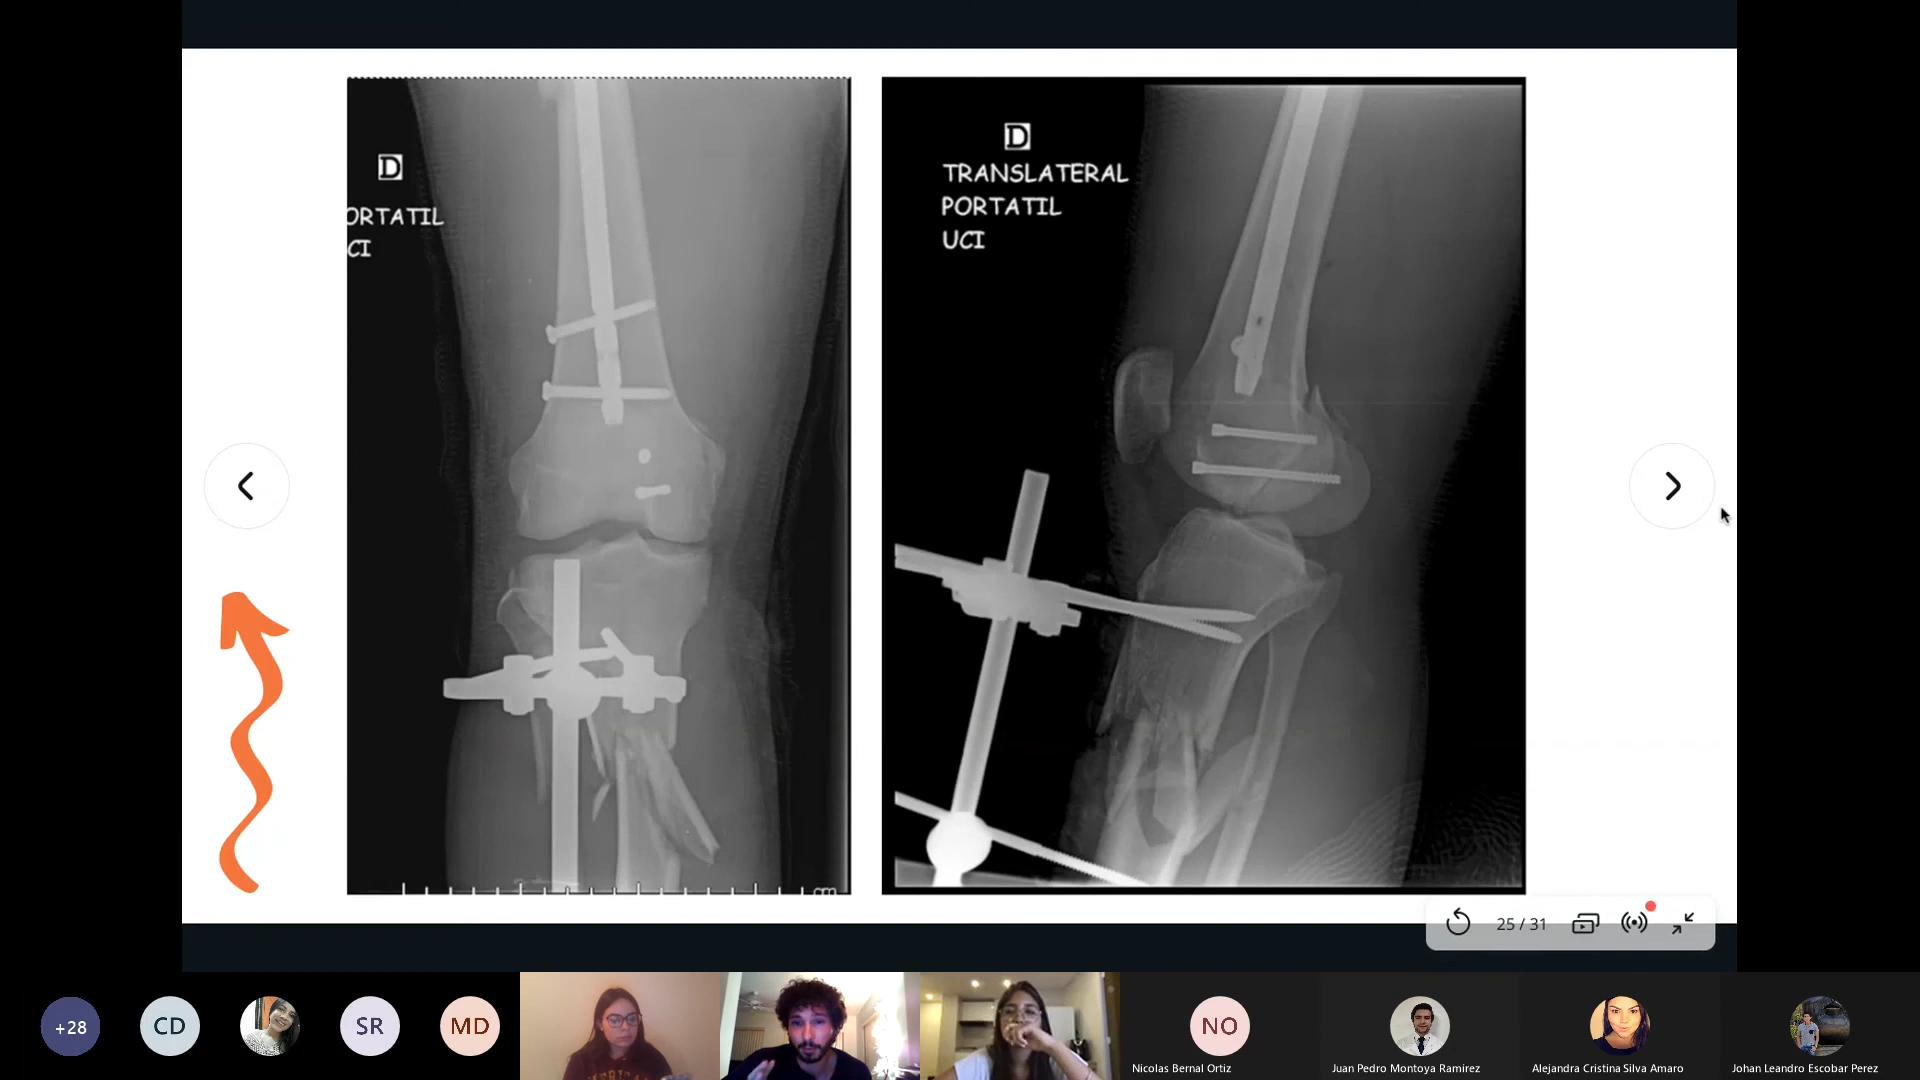 D
ORTATIL
CI
D
TRANSLATERAL
PORTATIL
UCI
cm
25 / 31
+28
CD
SR
MD
AMERICAN
NO
Nicolas Bernal Ortiz
Juan Pedro Montoya Ramirez
Alejandra Cristina Silva Amaro
Johan Leandro Escobar Perez